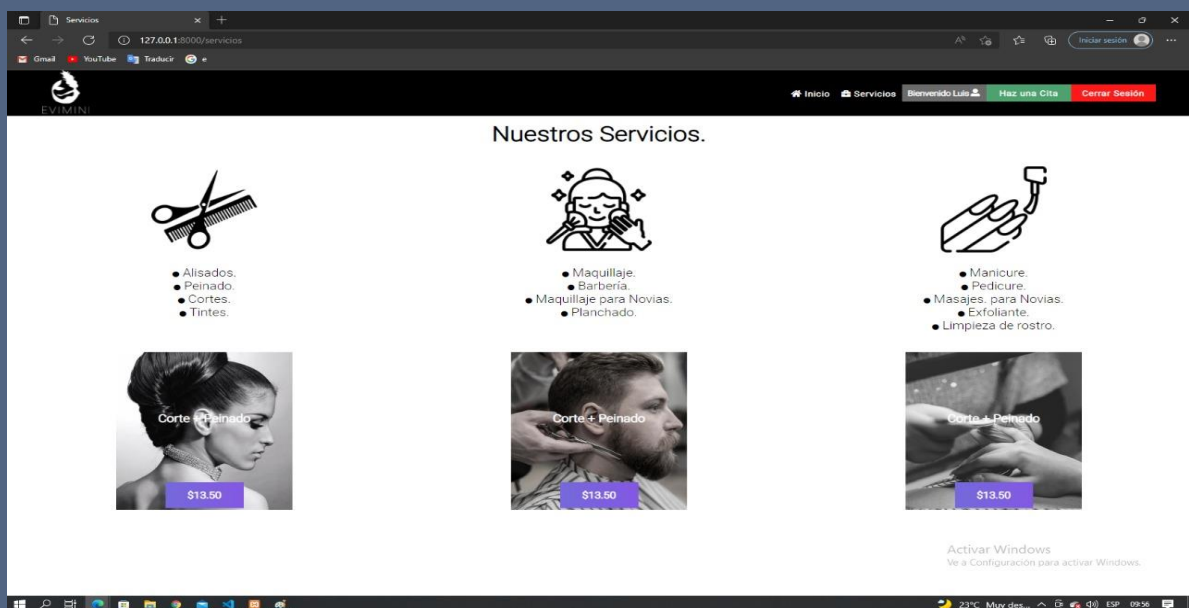 Servicios
127.0.0.1:8000/servicios
Iniciar sesión
Gmail YouTube Traducir e
EVIMINI
Inicio Servicios Bienvenido Luis Haz una Cita Cerrar Sesión
Nuestros Servicios.
Alisados.
Peinado.
Cortes.
Tintes.
Maquillaje.
Barbería.
Maquillaje para Novias.
Planchado.
Manicure.
Pedicure.
Masajes. para Novias.
Exfoliante.
Limpieza de rostro.
Corte + Peinado
$13.50
Corte + Peinado
$13.50
Corte + Peinado
$13.50
Activar Windows
Ve a Configuración para activar Windows.
23°C Muy des... ESP 09:56